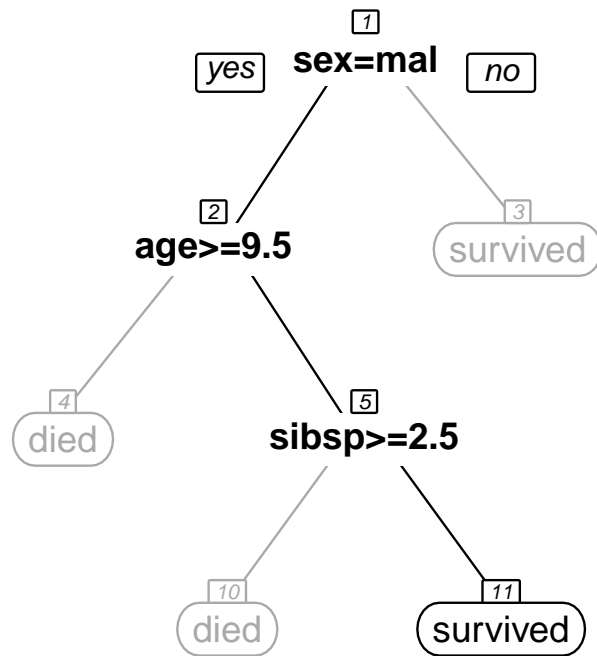 1
yes sex=mal no
2 3
age>=9.5 survived
4 5
died sibsp>=2.5
10 11
died survived